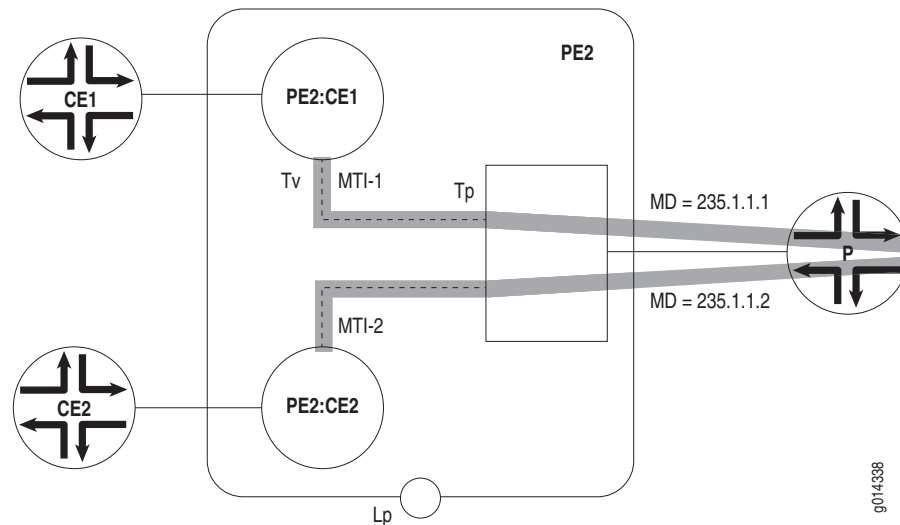 PE2
CE1
PE2:CE1
Tv
MTI-1
Tp
MD = 235.1.1.1
P
MD = 235.1.1.2
MTI-2
CE2
PE2:CE2
Lp
g014338